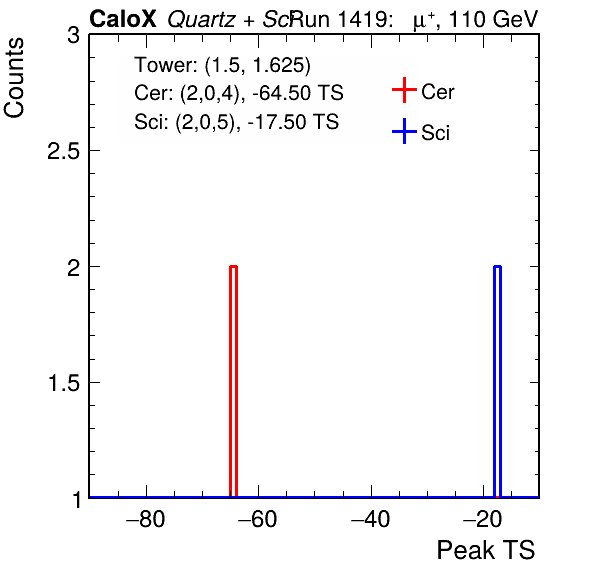 CaloX Quartz + Sci Run 1419: μ⁺, 110 GeV
Counts
3
2.5
2
1.5
1
Tower: (1.5, 1.625)
Cer: (2,0,4), -64.50 TS
Sci: (2,0,5), -17.50 TS
Cer
Sci
−80 −60 −40 −20
Peak TS